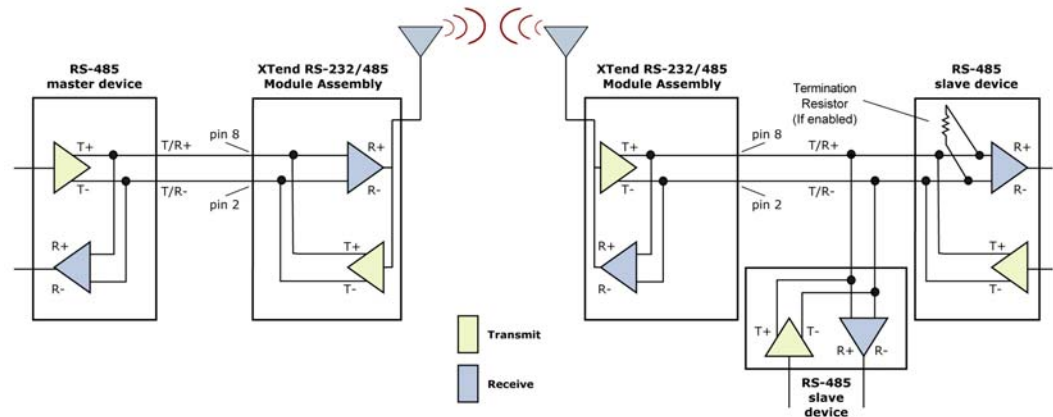 RS-485
master device
XTend RS-232/485
Module Assembly
T+
T-
R+
R-
T/R+
T/R-
pin 8
pin 2
R+
R-
T+
T-
XTend RS-232/485
Module Assembly
RS-485
slave device
Termination
Resistor
(If enabled)
T+
T-
R+
R-
pin 8
T/R+
T/R-
pin 2
R+
R-
T+
T-
T+
T-
R+
R-
RS-485
slave
device
Transmit
Receive